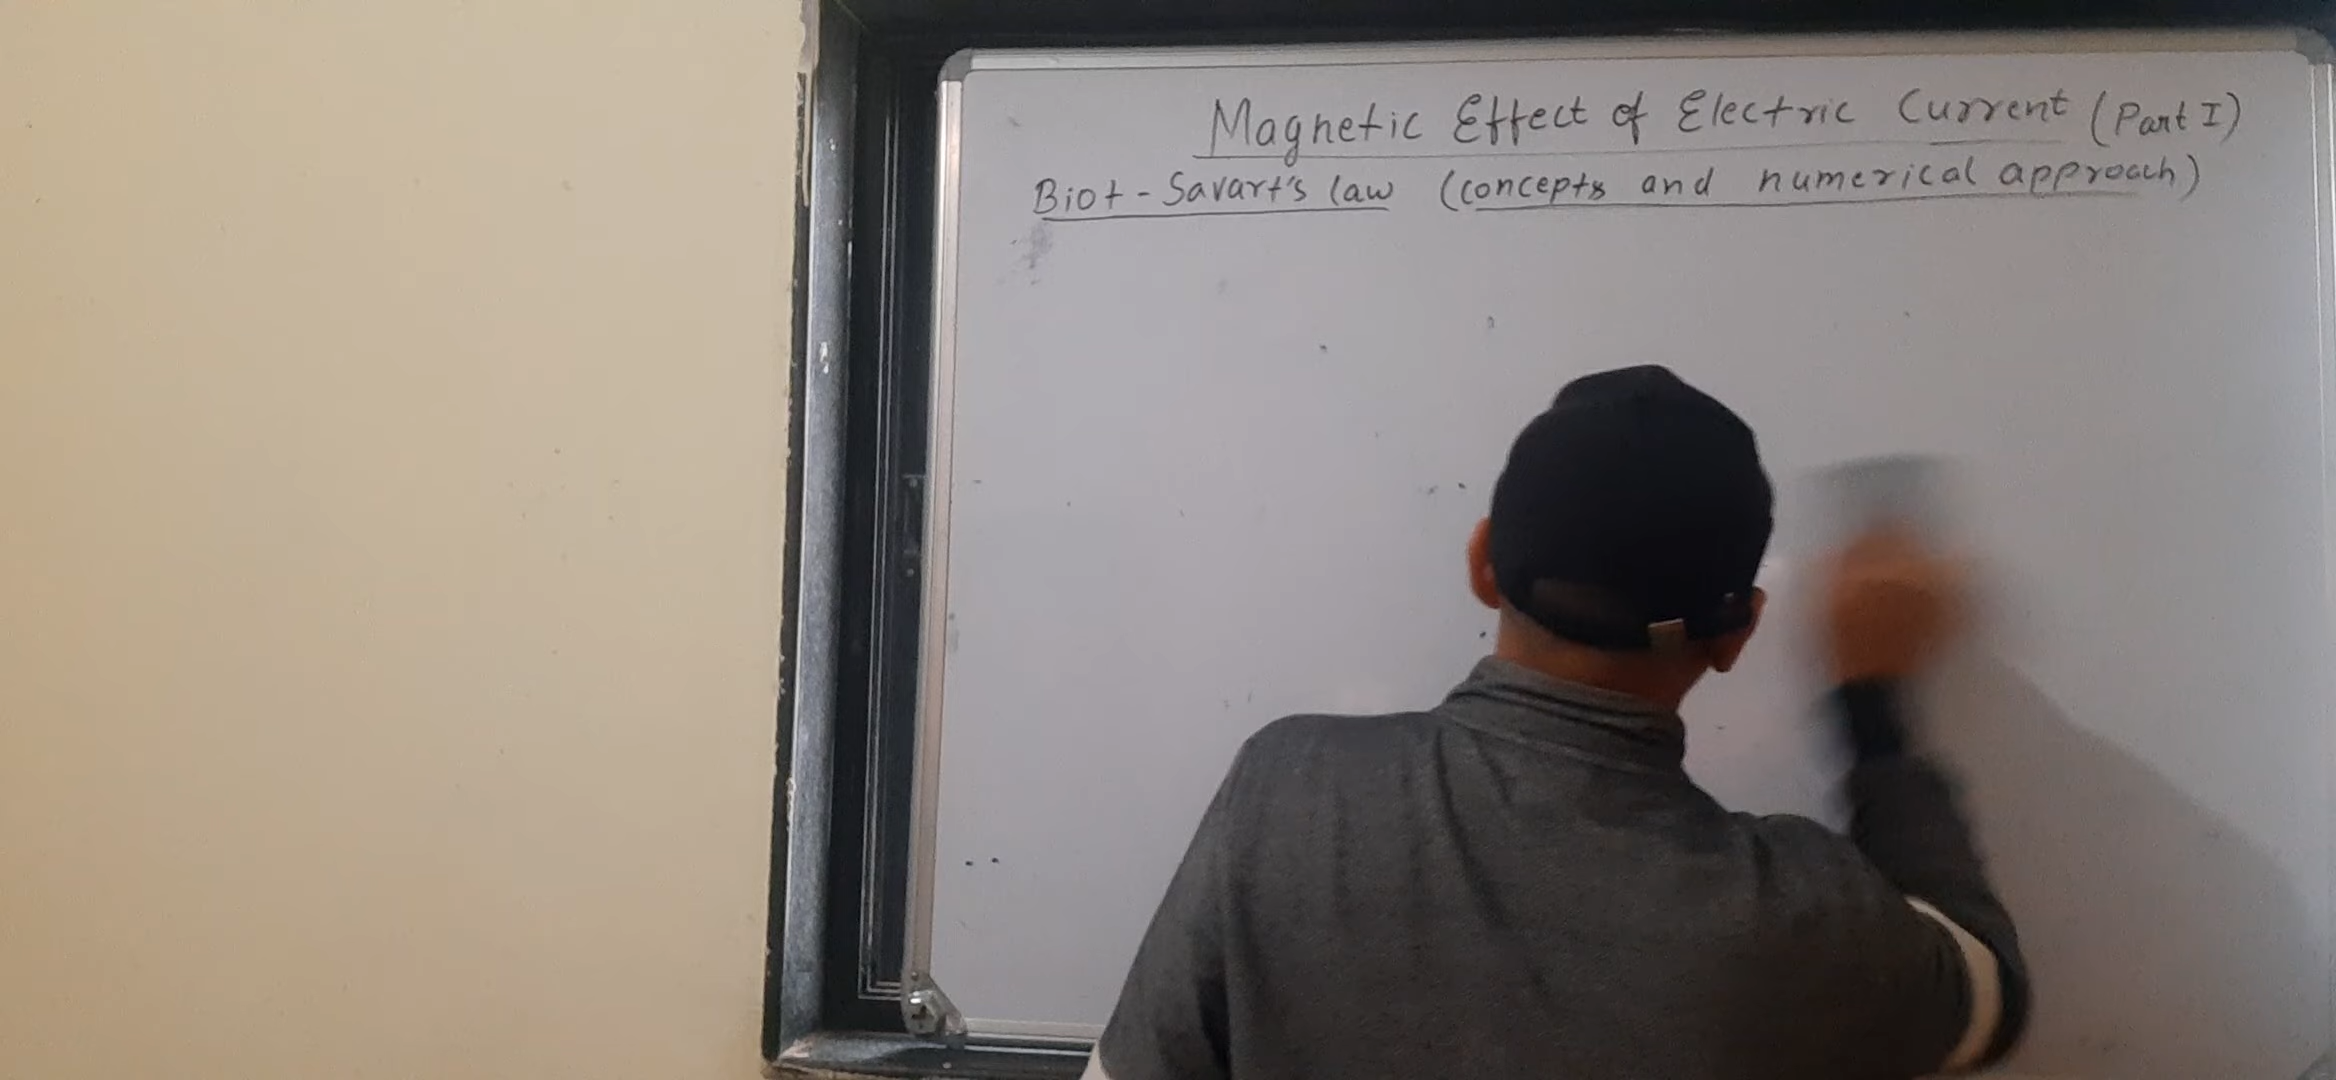 Magnetic Effect of Electric Current (Part I)
Biot - Savart's law (concepts and numerical approach)